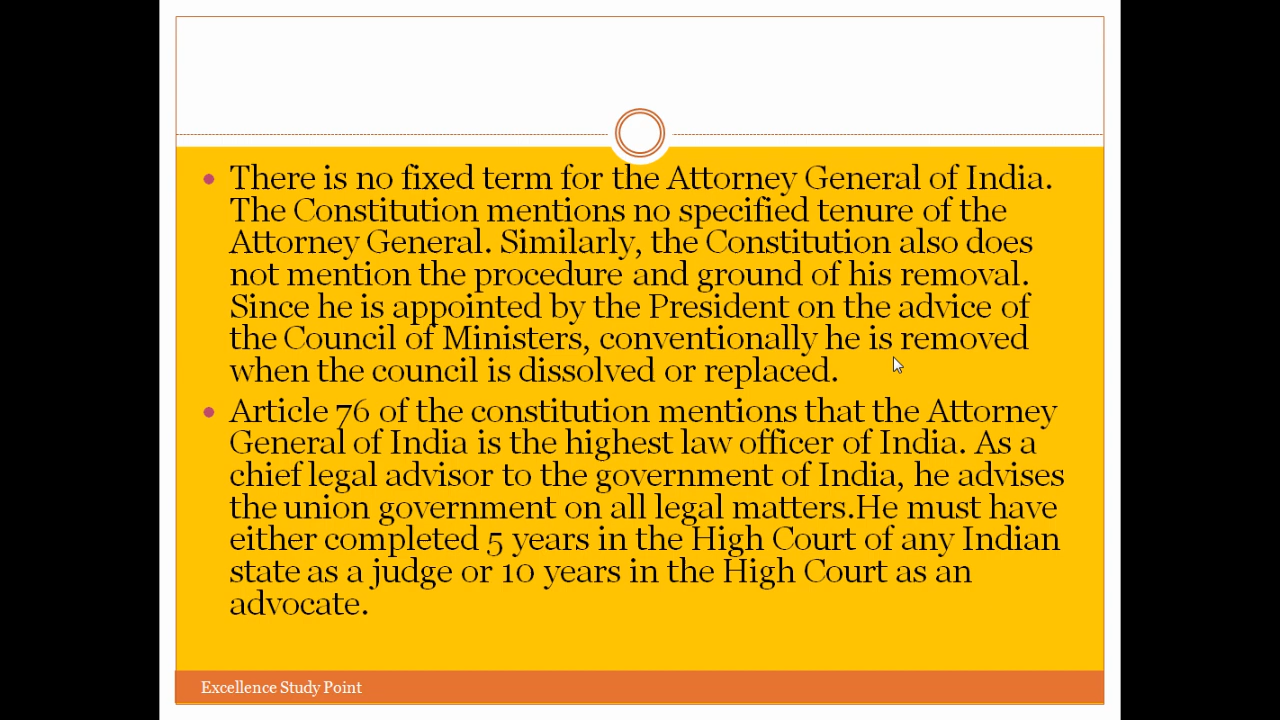 There is no fixed term for the Attorney General of India.
The Constitution mentions no specified tenure of the
Attorney General. Similarly, the Constitution also does
not mention the procedure and ground of his removal.
Since he is appointed by the President on the advice of
the Council of Ministers, conventionally he is removed
when the council is dissolved or replaced.
Article 76 of the constitution mentions that the Attorney
General of India is the highest law officer of India. As a
chief legal advisor to the government of India, he advises
the union government on all legal matters.He must have
either completed 5 years in the High Court of any Indian
state as a judge or 10 years in the High Court as an
advocate.
Excellence Study Point